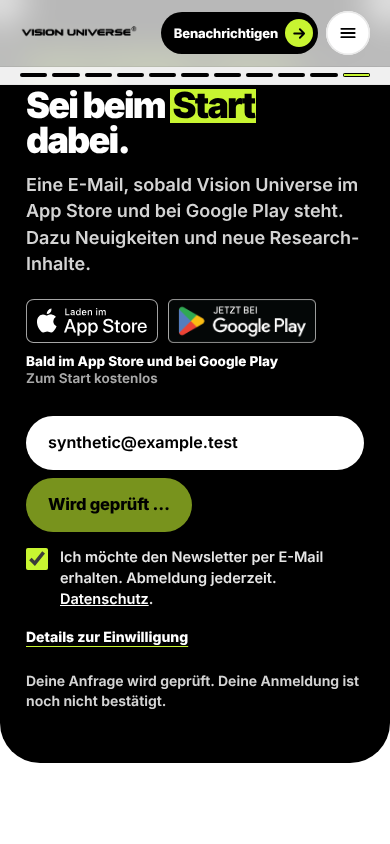 VISION UNIVERSE®
Benachrichtigen
Sei beim Start
dabei.
Eine E-Mail, sobald Vision Universe im
App Store und bei Google Play steht.
Dazu Neuigkeiten und neue Research-
Inhalte.
Laden im
App Store
JETZT BEI
Google Play
Bald im App Store und bei Google Play
Zum Start kostenlos
synthetic@example.test
Wird geprüft …
Ich möchte den Newsletter per E-Mail
erhalten. Abmeldung jederzeit.
Datenschutz.
Details zur Einwilligung
Deine Anfrage wird geprüft. Deine Anmeldung ist
noch nicht bestätigt.